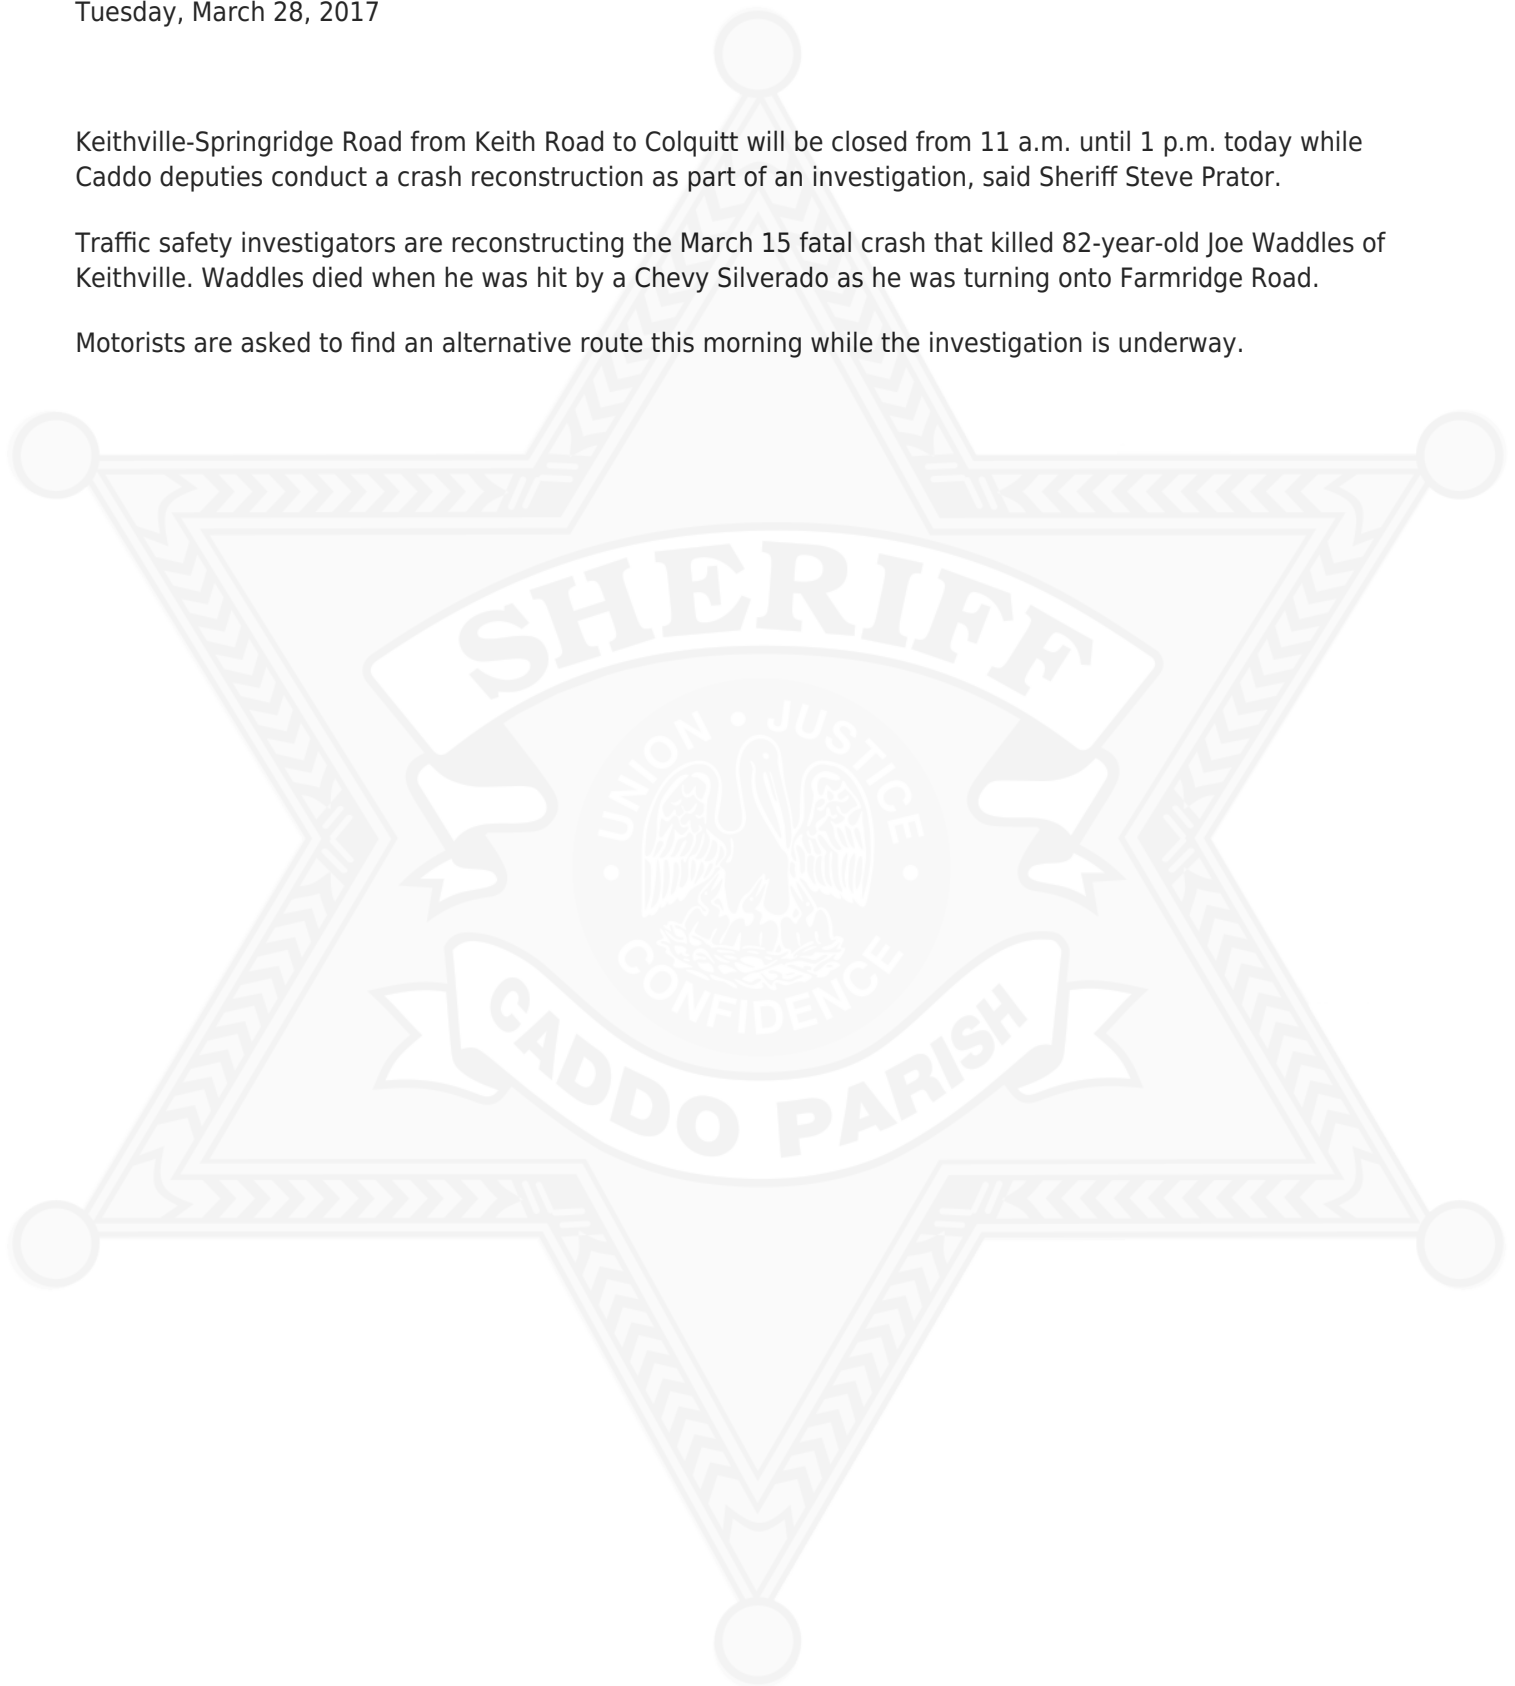 Tuesday, March 28, 2017
Keithville-Springridge Road from Keith Road to Colquitt will be closed from 11 a.m. until 1 p.m. today while
Caddo deputies conduct a crash reconstruction as part of an investigation, said Sheriff Steve Prator.
Traffic safety investigators are reconstructing the March 15 fatal crash that killed 82-year-old Joe Waddles of
Keithville. Waddles died when he was hit by a Chevy Silverado as he was turning onto Farmridge Road.
Motorists are asked to find an alternative route this morning while the investigation is underway.
SHERIFF
UNION • JUSTICE •
• CONFIDENCE
CADDO PARISH